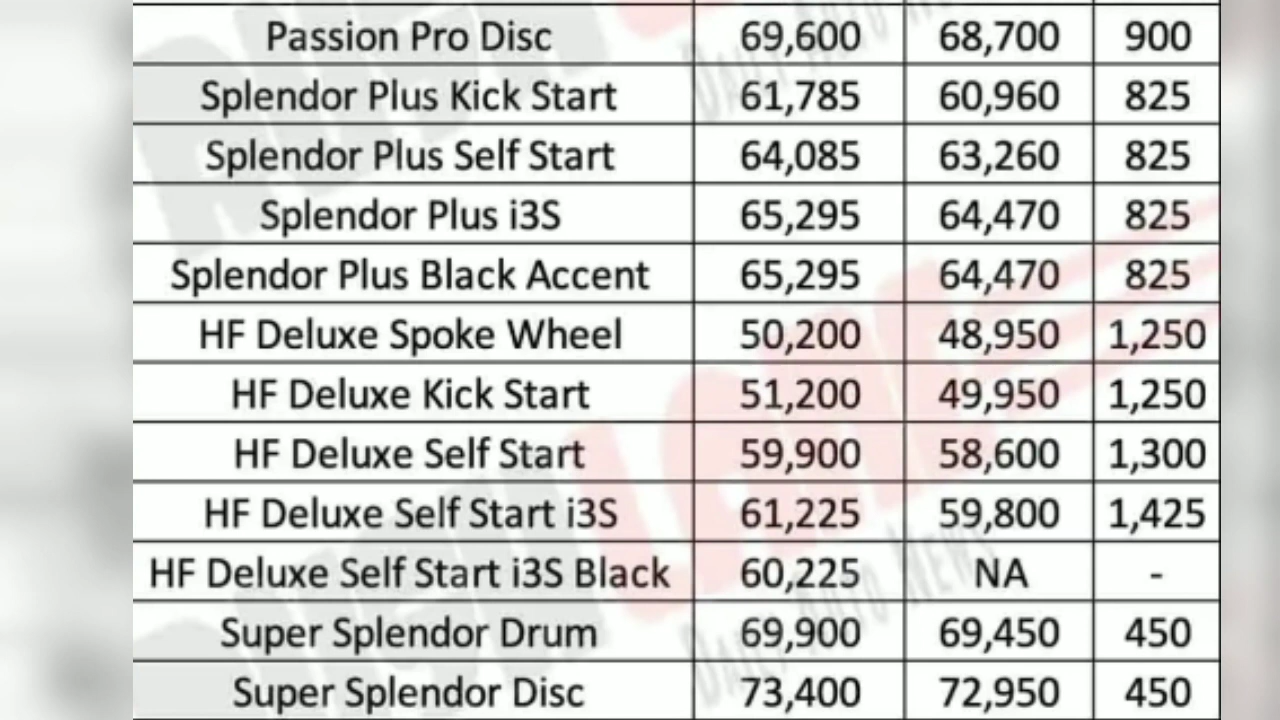 Passion Pro Disc 69,600 68,700 900
Splendor Plus Kick Start 61,785 60,960 825
Splendor Plus Self Start 64,085 63,260 825
Splendor Plus i3S 65,295 64,470 825
Splendor Plus Black Accent 65,295 64,470 825
HF Deluxe Spoke Wheel 50,200 48,950 1,250
HF Deluxe Kick Start 51,200 49,950 1,250
HF Deluxe Self Start 59,900 58,600 1,300
HF Deluxe Self Start i3S 61,225 59,800 1,425
HF Deluxe Self Start i3S Black 60,225 NA -
Super Splendor Drum 69,900 69,450 450
Super Splendor Disc 73,400 72,950 450